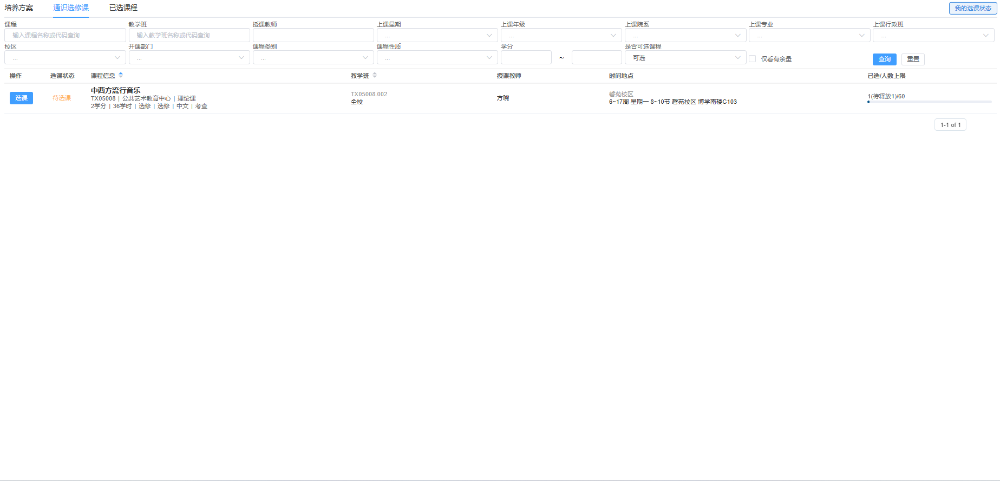 培养方案 通识选修课 已选课程 我的选课状态
课程 教学班 授课教师 上课星期 上课年级 上课院系 上课专业 上课行政班
输入课程名称或代码查询 输入教学班名称或代码查询 ... ... ... ... ...
校区 开课部门 课程类别 课程性质 学分 是否可选课程
... ... ... ... ~ 可选 仅看有余量 查询 重置
操作 选课状态 课程信息 教学班 授课教师 时间地点 已选/人数上限
选课 待选课 中西方流行音乐
TX05008 | 公共艺术教育中心 | 理论课
2学分 | 36学时 | 选修 | 选修 | 中文 | 考查
TX05008.002
全校
方晓
磬苑校区
6~17周 星期一 8~10节 磬苑校区 博学南楼C103
1(待释放1)/60
1-1 of 1